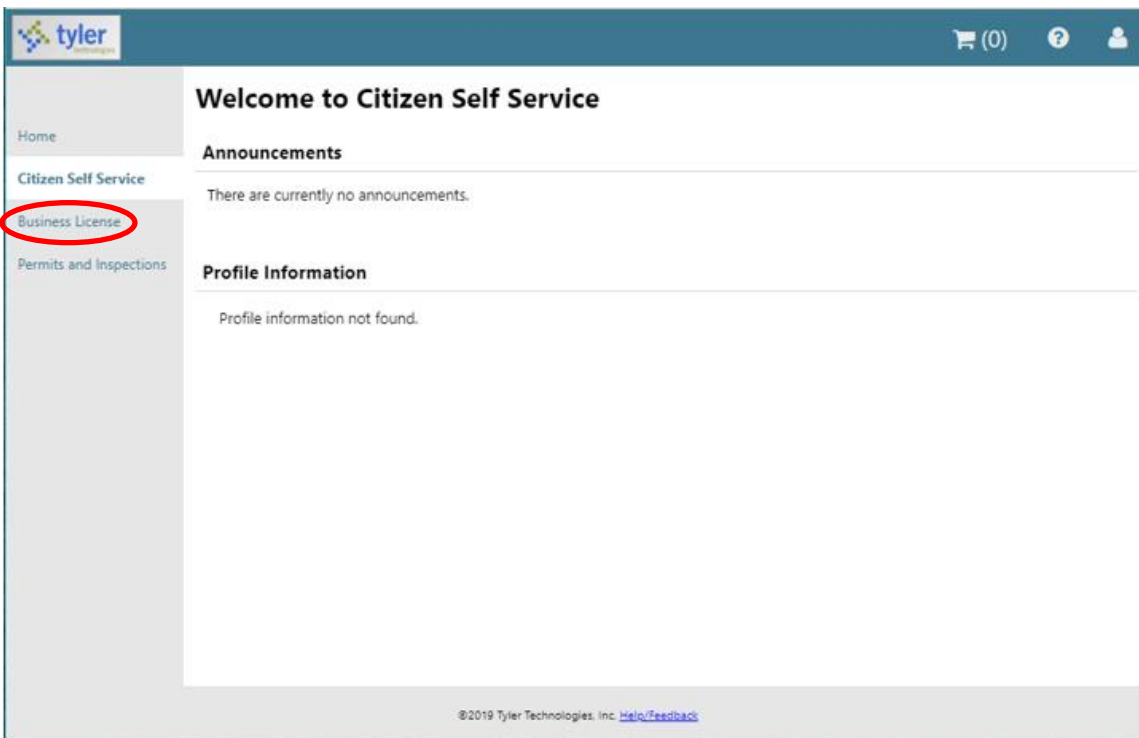 tyler
technologies
(0)
Welcome to Citizen Self Service
Home
Announcements
Citizen Self Service
There are currently no announcements.
Business License
Permits and Inspections
Profile Information
Profile information not found.
©2019 Tyler Technologies, Inc. Help/Feedback